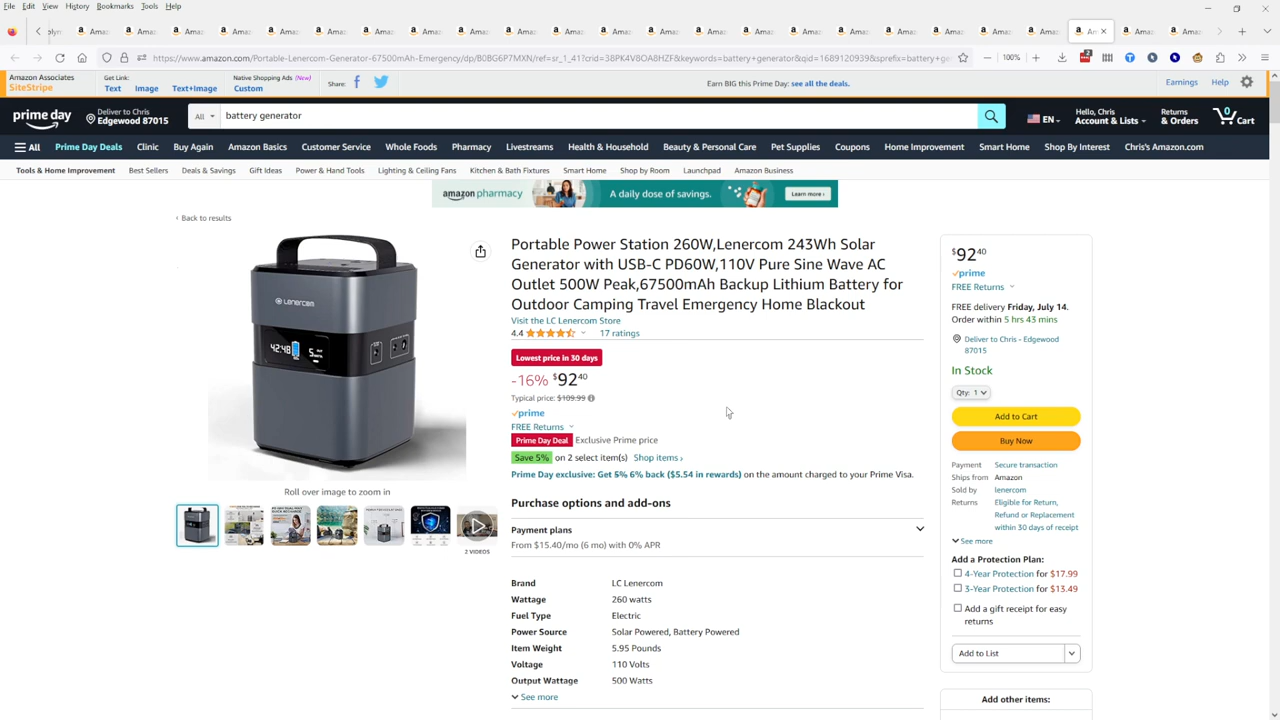 File Edit View History Bookmarks Tools Help
https://www.amazon.com/Portable-Lenercom-Generator-67500mAh-Emergency/dp/B0BG6P7MXN/ref=sr_1_41?crid=38PK4V8OA8HZF&keywords=battery+generator&qid=1689120939&sprefix=battery+ge
100%
Amazon Associates
SiteStripe
Get Link:
Text Image Text+Image
Native Shopping Ads (New)
Custom
Share:
Earn BIG this Prime Day: see all the deals.
Earnings Help
prime day
Deliver to Chris
Edgewood 87015
All battery generator
EN
Hello, Chris
Account & Lists
Returns
& Orders
0
Cart
All Prime Day Deals Clinic Buy Again Amazon Basics Customer Service Whole Foods Pharmacy Livestreams Health & Household Beauty & Personal Care Pet Supplies Coupons Home Improvement Smart Home Shop By Interest Chris's Amazon.com
Tools & Home Improvement Best Sellers Deals & Savings Gift Ideas Power & Hand Tools Lighting & Ceiling Fans Kitchen & Bath Fixtures Smart Home Shop by Room Launchpad Amazon Business
amazon pharmacy A daily dose of savings. Learn more ›
‹ Back to results
Lenercom
Roll over image to zoom in
2 VIDEOS
Portable Power Station 260W,Lenercom 243Wh Solar
Generator with USB-C PD60W,110V Pure Sine Wave AC
Outlet 500W Peak,67500mAh Backup Lithium Battery for
Outdoor Camping Travel Emergency Home Blackout
Visit the LC Lenercom Store
4.4 17 ratings
Lowest price in 30 days
-16% $92 40
Typical price: $109.99
prime
FREE Returns
Prime Day Deal Exclusive Prime price
Save 5% on 2 select item(s) Shop items ›
Prime Day exclusive: Get 5% 6% back ($5.54 in rewards) on the amount charged to your Prime Visa.
Purchase options and add-ons
Payment plans
From $15.40/mo (6 mo) with 0% APR
Brand LC Lenercom
Wattage 260 watts
Fuel Type Electric
Power Source Solar Powered, Battery Powered
Item Weight 5.95 Pounds
Voltage 110 Volts
Output Wattage 500 Watts
See more
$92 40
prime
FREE Returns
FREE delivery Friday, July 14.
Order within 5 hrs 43 mins
Deliver to Chris - Edgewood
87015
In Stock
Qty: 1
Add to Cart
Buy Now
Payment Secure transaction
Ships from Amazon
Sold by lenercom
Returns Eligible for Return,
Refund or Replacement
within 30 days of receipt
See more
Add a Protection Plan:
4-Year Protection for $17.99
3-Year Protection for $13.49
Add a gift receipt for easy
returns
Add to List
Add other items: